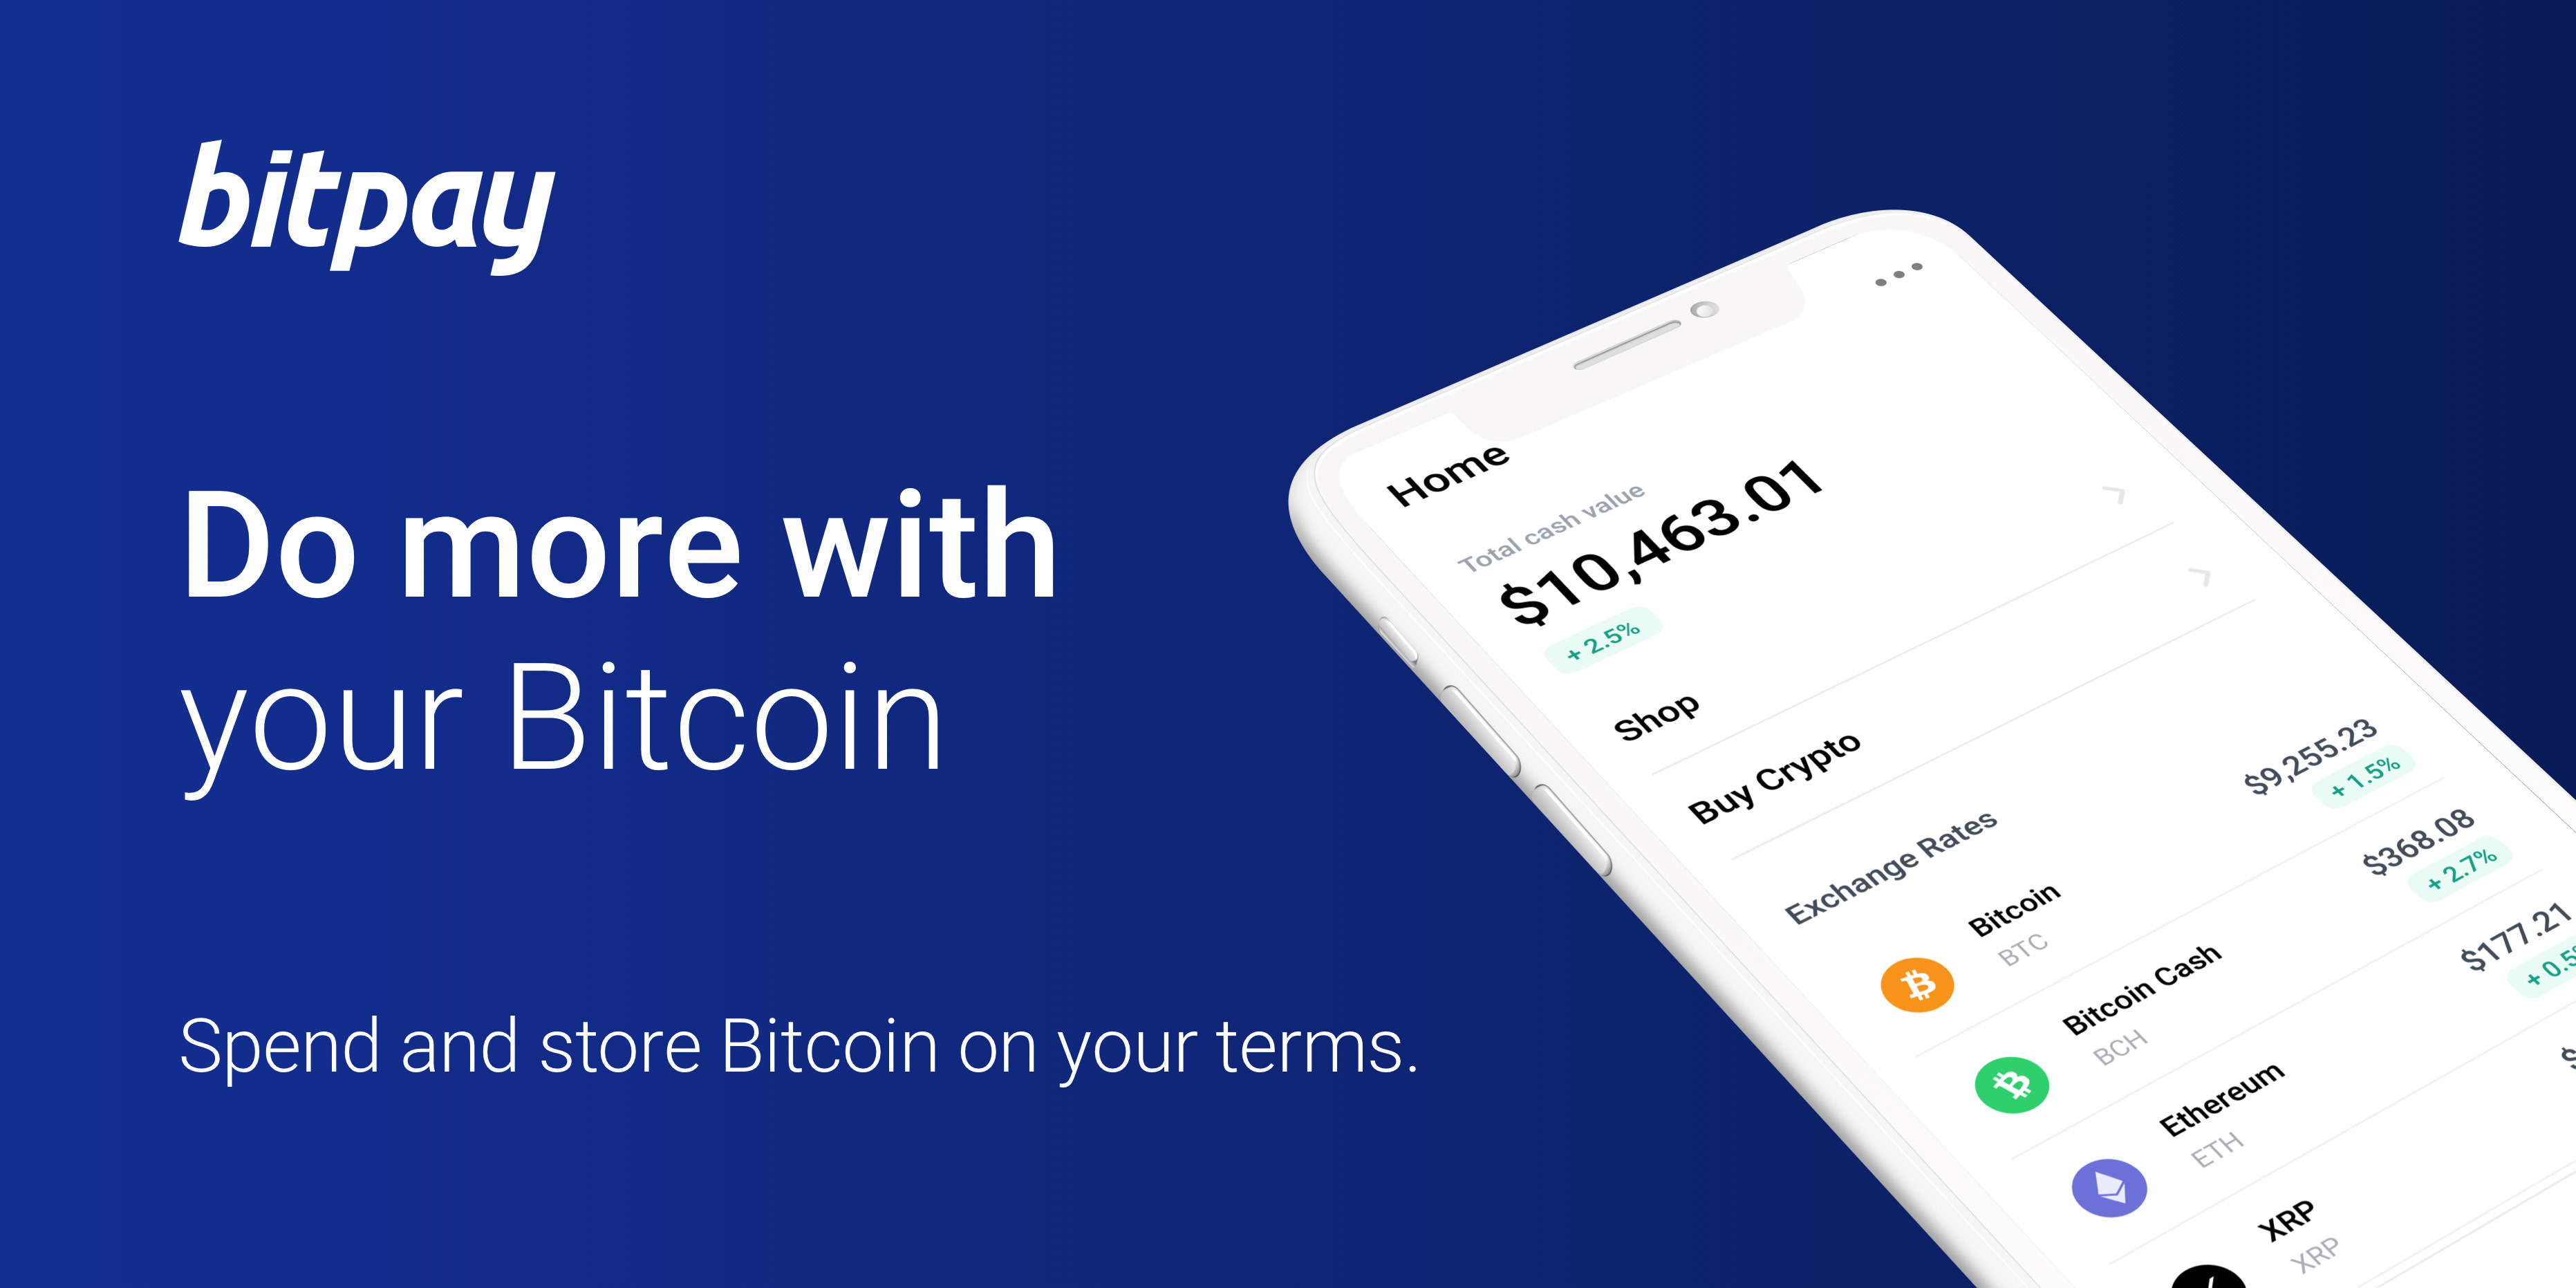 bitpay
Do more with
your Bitcoin
Spend and store Bitcoin on your terms.
Home
Total cash value
$10,463.01
+ 2.5%
Shop
Buy Crypto
Exchange Rates
Bitcoin
BTC
$9,255.23
+ 1.5%
Bitcoin Cash
BCH
$368.08
+ 2.7%
Ethereum
ETH
$177.21
XRP
XRP